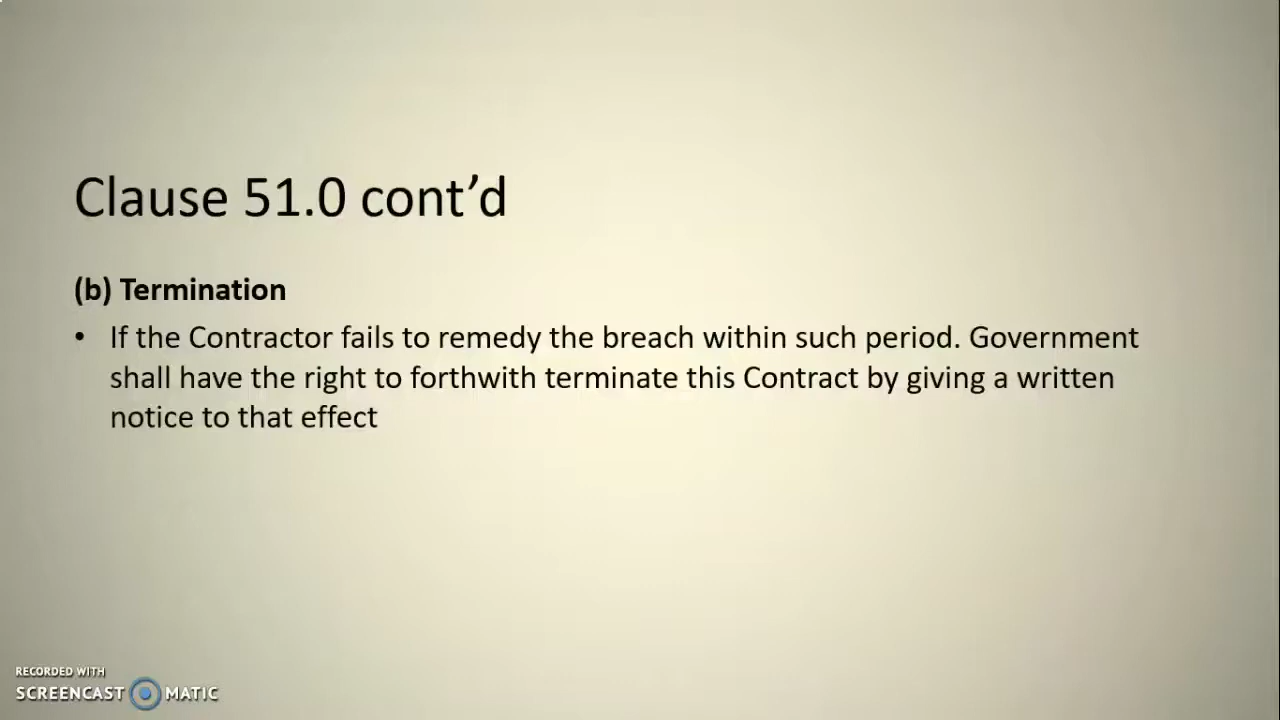 Clause 51.0 cont’d
(b) Termination
• If the Contractor fails to remedy the breach within such period. Government
shall have the right to forthwith terminate this Contract by giving a written
notice to that effect
RECORDED WITH
SCREENCAST MATIC